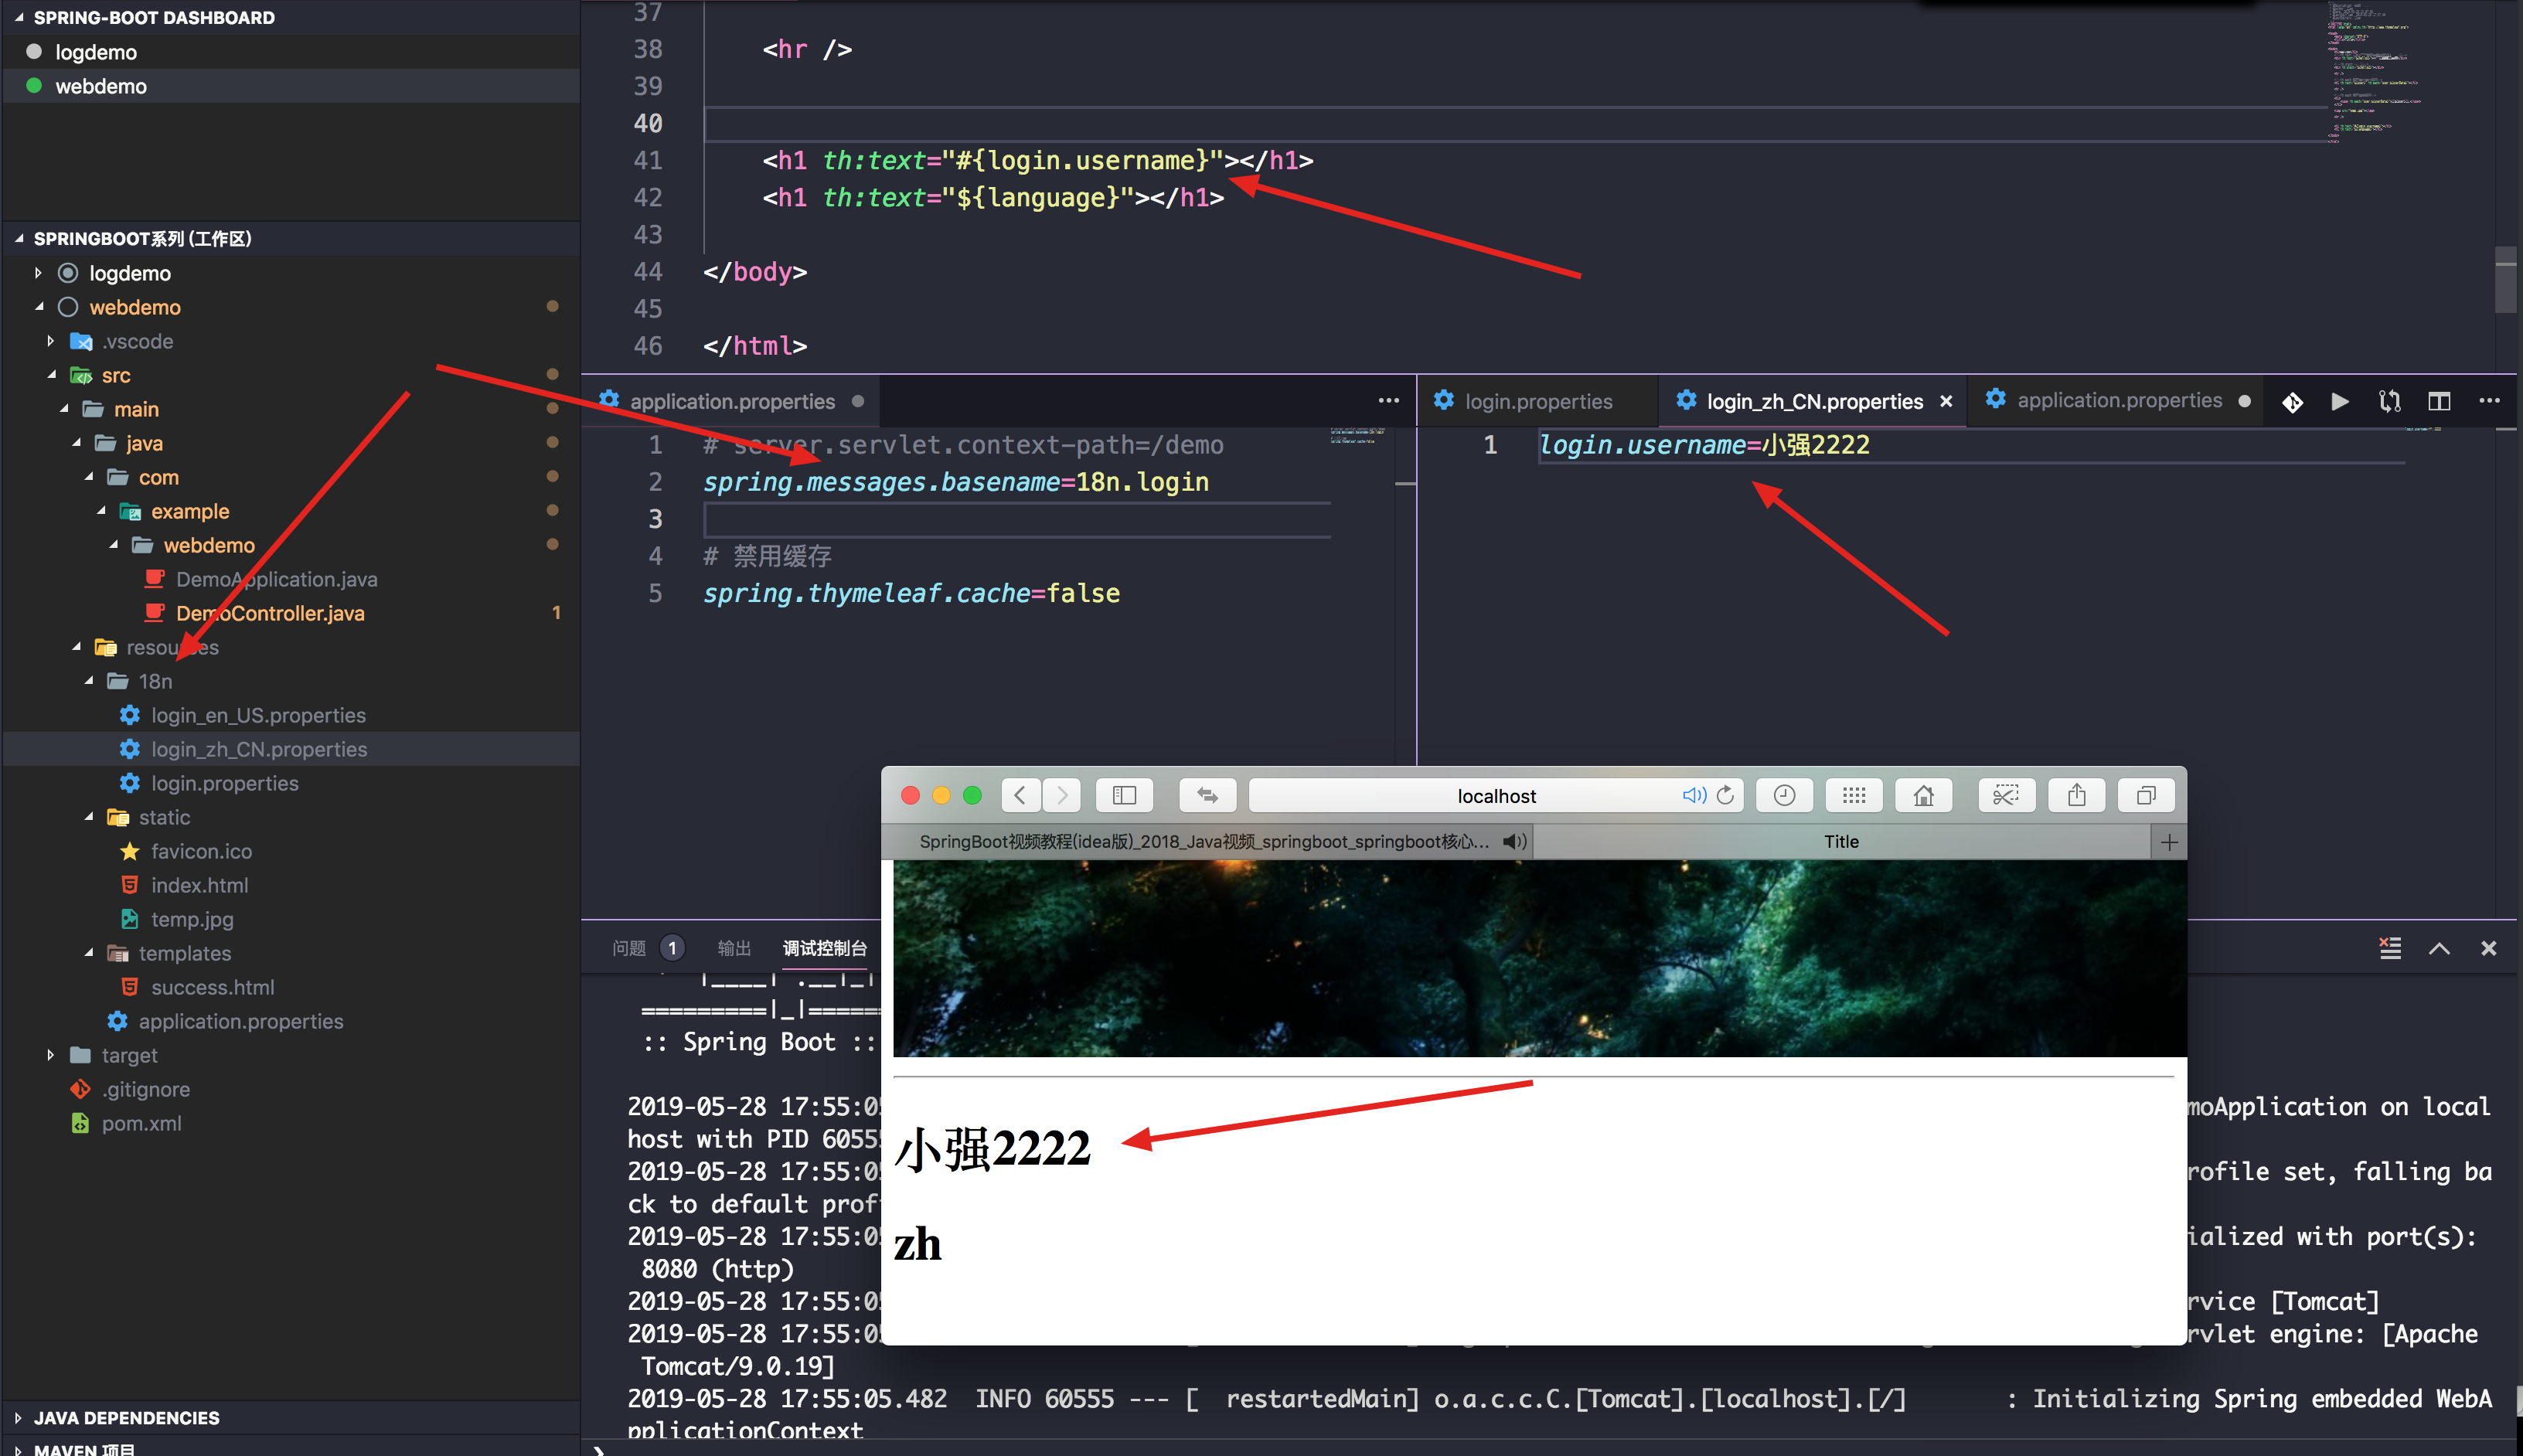 SPRING-BOOT DASHBOARD
logdemo
webdemo
SPRINGBOOT系列 (工作区)
logdemo
webdemo
.vscode
src
main
java
com
example
webdemo
DemoApplication.java
DemoController.java 1
resources
18n
login_en_US.properties
login_zh_CN.properties
login.properties
static
favicon.ico
index.html
temp.jpg
templates
success.html
application.properties
target
.gitignore
pom.xml
JAVA DEPENDENCIES
MAVEN 项目
37
38 <hr />
39
40
41 <h1 th:text="#{login.username}"></h1>
42 <h1 th:text="${language}"></h1>
43
44 </body>
45
46 </html>
application.properties
1 # server.servlet.context-path=/demo
2 spring.messages.basename=18n.login
3
4 # 禁用缓存
5 spring.thymeleaf.cache=false
login.properties login_zh_CN.properties application.properties
1 login.username=小强2222
问题 1 输出 调试控制台
=========|_|=====
:: Spring Boot ::
2019-05-28 17:55:05 moApplication on local
host with PID 60555
2019-05-28 17:55:05 rofile set, falling ba
ck to default prof
2019-05-28 17:55:05 ialized with port(s):
8080 (http)
2019-05-28 17:55:05 rvice [Tomcat]
2019-05-28 17:55:05 rvlet engine: [Apache
Tomcat/9.0.19]
2019-05-28 17:55:05.482 INFO 60555 --- [ restartedMain] o.a.c.c.C.[Tomcat].[localhost].[/] : Initializing Spring embedded WebA
pplicationContext
localhost
SpringBoot视频教程(idea版)_2018_Java视频_springboot_springboot核心... Title
小强2222
zh